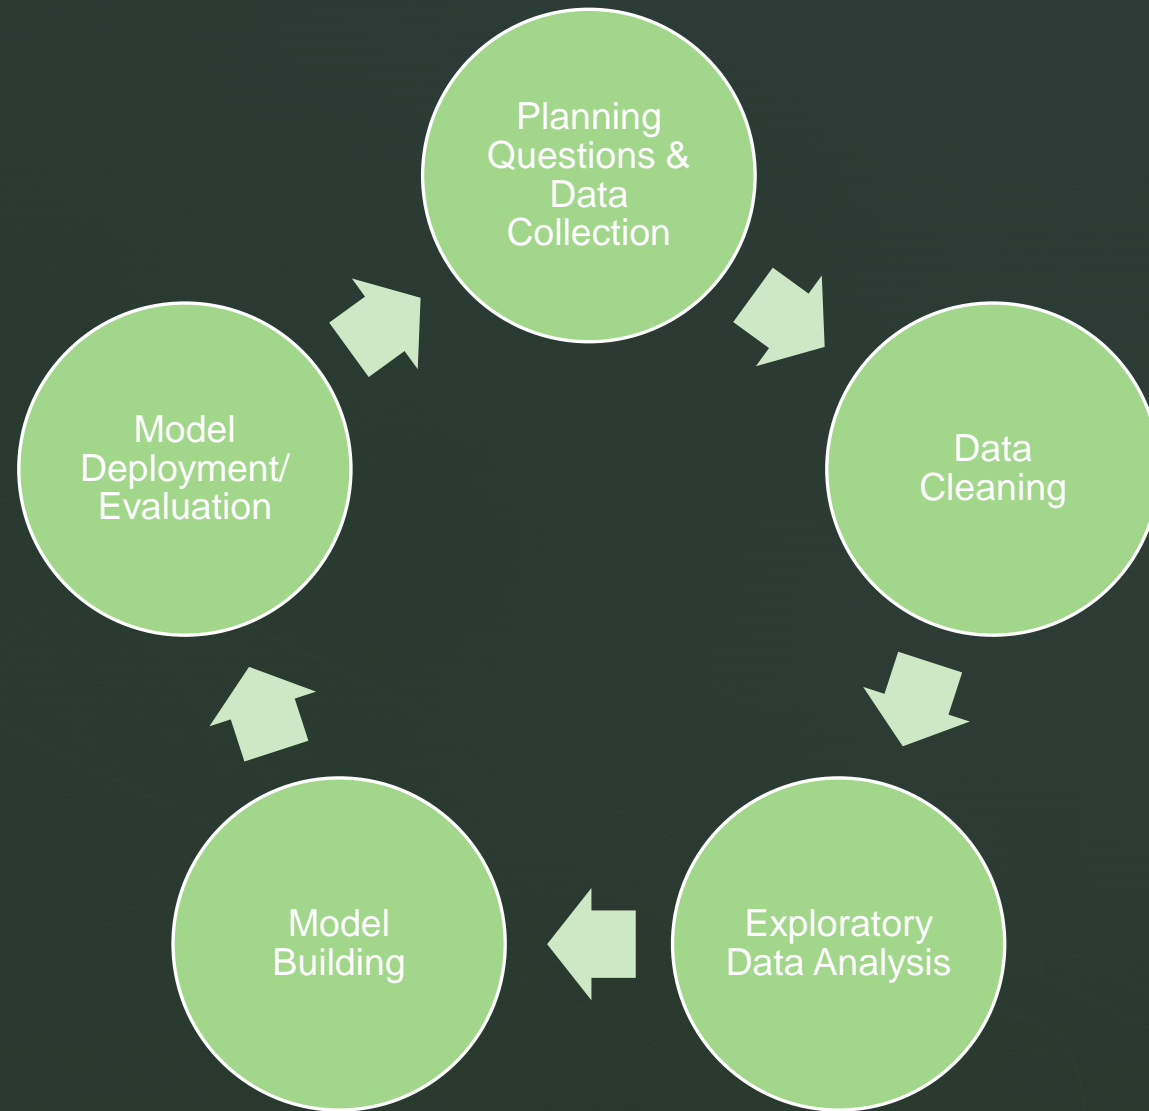 Planning
Questions &
Data
Collection
Data
Cleaning
Exploratory
Data Analysis
Model
Building
Model
Deployment/
Evaluation